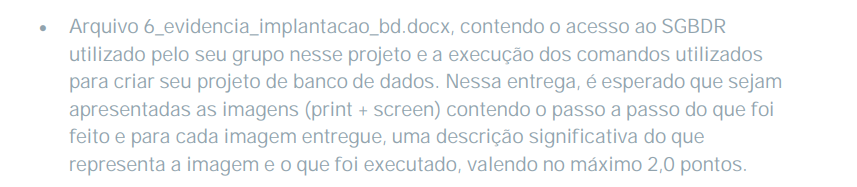 • Arquivo 6_evidencia_implantacao_bd.docx, contendo o acesso ao SGBDR
utilizado pelo seu grupo nesse projeto e a execução dos comandos utilizados
para criar seu projeto de banco de dados. Nessa entrega, é esperado que sejam
apresentadas as imagens (print + screen) contendo o passo a passo do que foi
feito e para cada imagem entregue, uma descrição significativa do que
representa a imagem e o que foi executado, valendo no máximo 2,0 pontos.